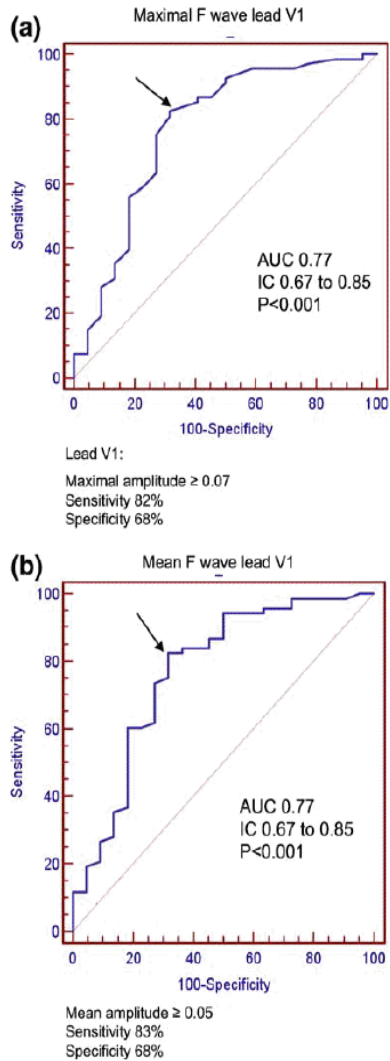 (a)
Maximal F wave lead V1
100
80
60
40
20
0
Sensitivity
AUC 0.77
IC 0.67 to 0.85
P<0.001
0 20 40 60 80 100
100-Specificity
Lead V1:
Maximal amplitude ≥ 0.07
Sensitivity 82%
Specificity 68%
(b)
Mean F wave lead V1
100
80
60
40
20
0
Sensitivity
AUC 0.77
IC 0.67 to 0.85
P<0.001
0 20 40 60 80 100
100-Specificity
Mean amplitude ≥ 0.05
Sensitivity 83%
Specificity 68%